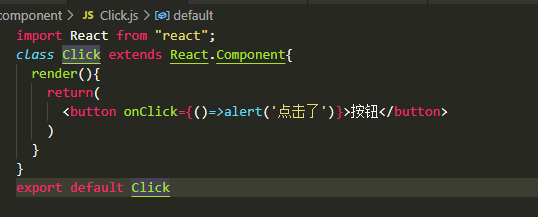 component > JS Click.js > default
import React from "react";
class Click extends React.Component{
  render(){
    return(
      <button onClick={()=>alert('点击了')}>按钮</button>
    )
  }
}
export default Click